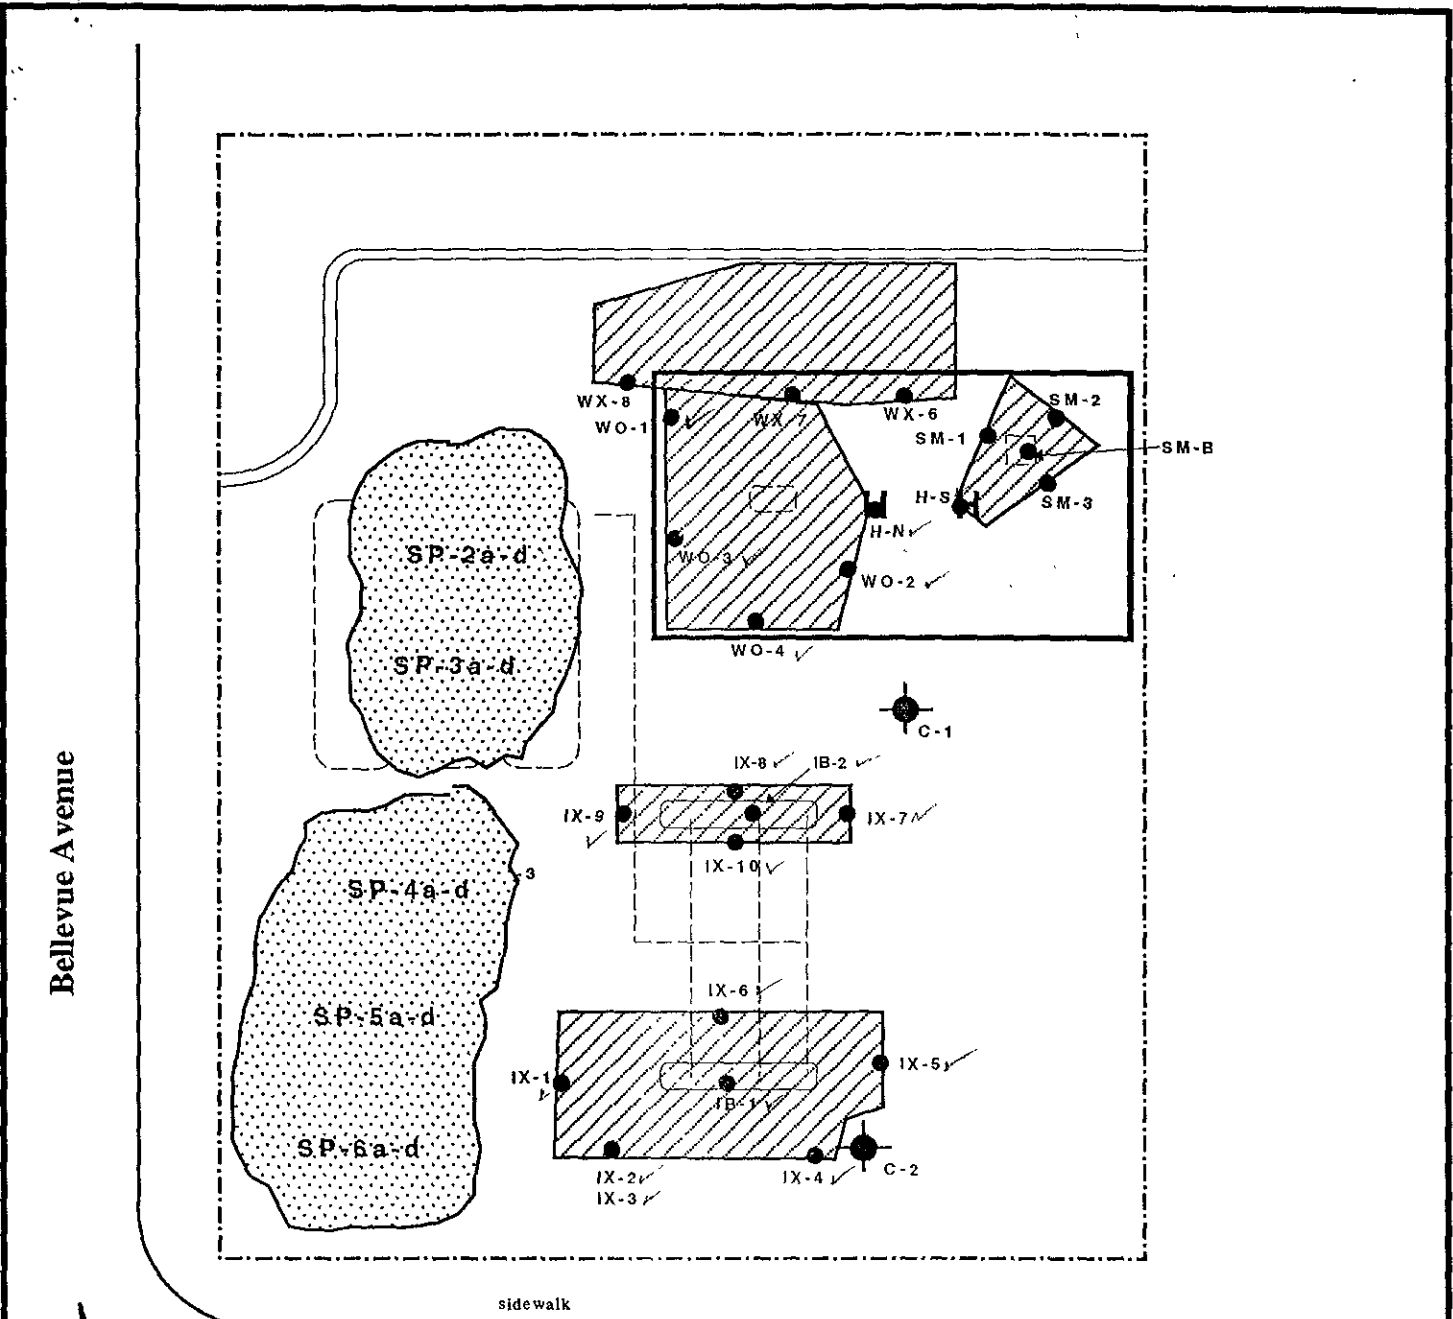 WX-8
WX-7
WX-6
SM-2
WO-1
SM-1
SM-B
H-S
SM-3
H-N
SP-2a-d
WO-3
WO-2
WO-4
SP-3a-d
C-1
IX-8
IB-2
IX-9
IX-7
IX-10
3
SP-4a-d
Bellevue Avenue
IX-6
SP-5a-d
IX-5
IX-1
IB-1
SP-6a-d
IX-2
IX-3
IX-4
C-2
sidewalk